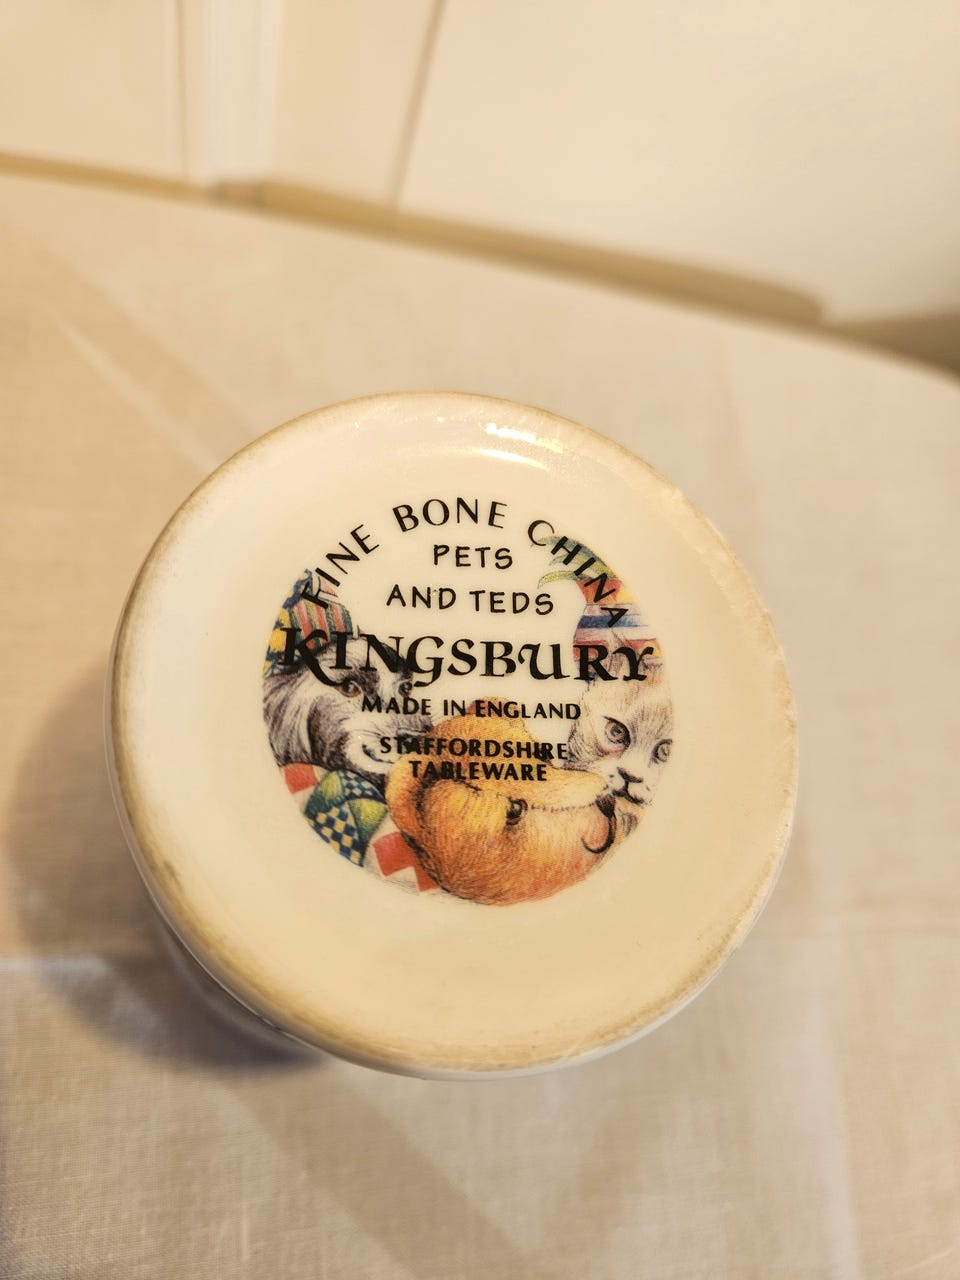 FINE BONE CHINA
PETS
AND TEDS
KINGSBURY
MADE IN ENGLAND
STAFFORDSHIRE
TABLEWARE